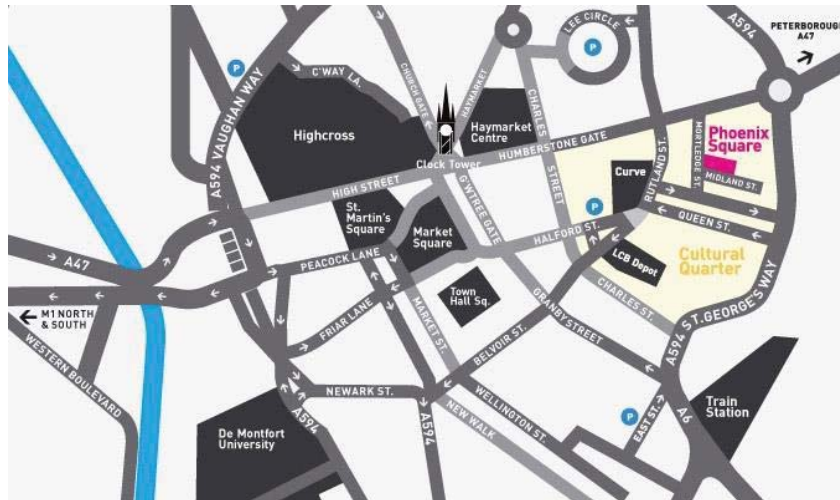 PETERBOROUGH
A47
A594
LEE CIRCLE
P
P
A594 VAUGHAN WAY
C'WAY LA.
CHURCH GATE
HAYMARKET
CHARLES
STREET
Highcross
Haymarket
Centre
Clock Tower
HUMBERSTONE GATE
RUTLAND ST.
MORTLEDGE ST.
Phoenix
Square
MIDLAND ST.
Curve
HIGH STREET
G'WTREE GATE
St.
Martin's
Square
Market
Square
P
HALFORD ST.
QUEEN ST.
Cultural
Quarter
LCB Depot
A47
PEACOCK LANE
FRIAR LANE
Town
Hall Sq.
MARKET ST.
GRANBY STREET
CHARLES ST.
A594 ST.GEORGE'S WAY
M1 NORTH
& SOUTH
WESTERN BOULEVARD
BELVOIR ST.
NEWARK ST.
A594
A594
WELLINGTON ST.
NEW WALK
P
EAST ST.
A6
Train
Station
De Montfort
University